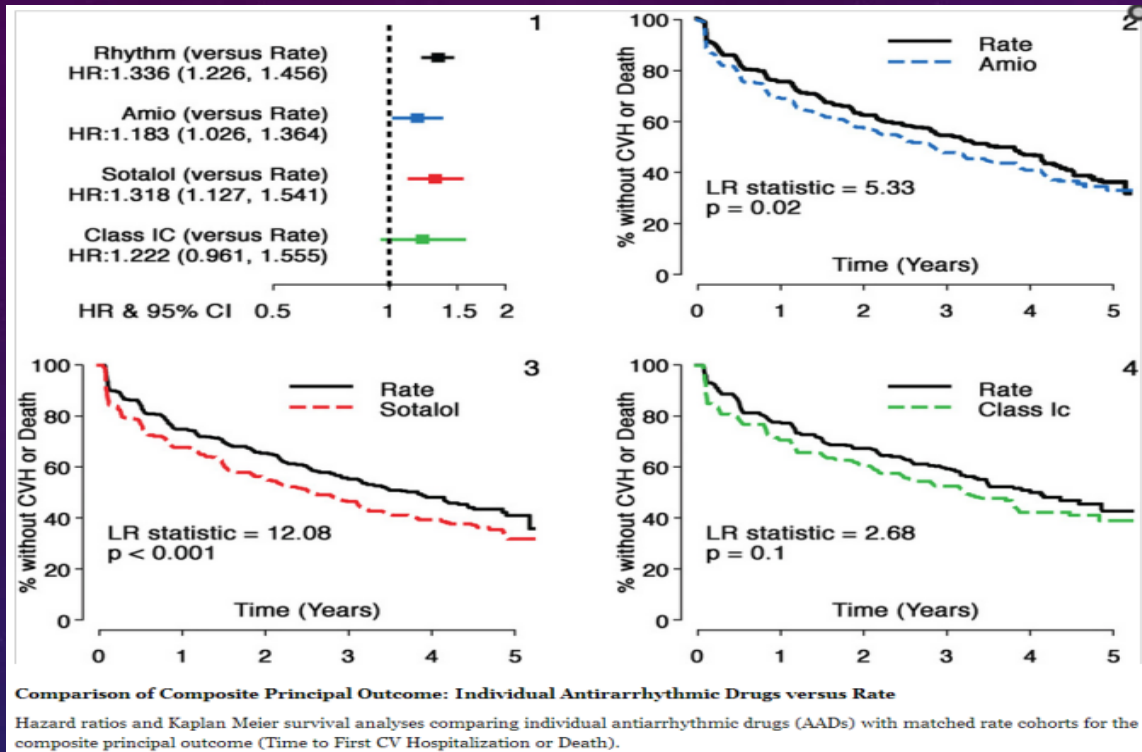 1
Rhythm (versus Rate)
HR:1.336 (1.226, 1.456)
Amio (versus Rate)
HR:1.183 (1.026, 1.364)
Sotalol (versus Rate)
HR:1.318 (1.127, 1.541)
Class IC (versus Rate)
HR:1.222 (0.961, 1.555)
HR & 95% CI 0.5 1 1.5 2
2
% without CVH or Death
100
80
60
40
20
0
Rate
Amio
LR statistic = 5.33
p = 0.02
Time (Years)
0 1 2 3 4 5
3
% without CVH or Death
100
80
60
40
20
0
Rate
Sotalol
LR statistic = 12.08
p < 0.001
Time (Years)
0 1 2 3 4 5
4
% without CVH or Death
100
80
60
40
20
0
Rate
Class Ic
LR statistic = 2.68
p = 0.1
Time (Years)
0 1 2 3 4 5
Comparison of Composite Principal Outcome: Individual Antirarrhythmic Drugs versus Rate
Hazard ratios and Kaplan Meier survival analyses comparing individual antiarrhythmic drugs (AADs) with matched rate cohorts for the
composite principal outcome (Time to First CV Hospitalization or Death).